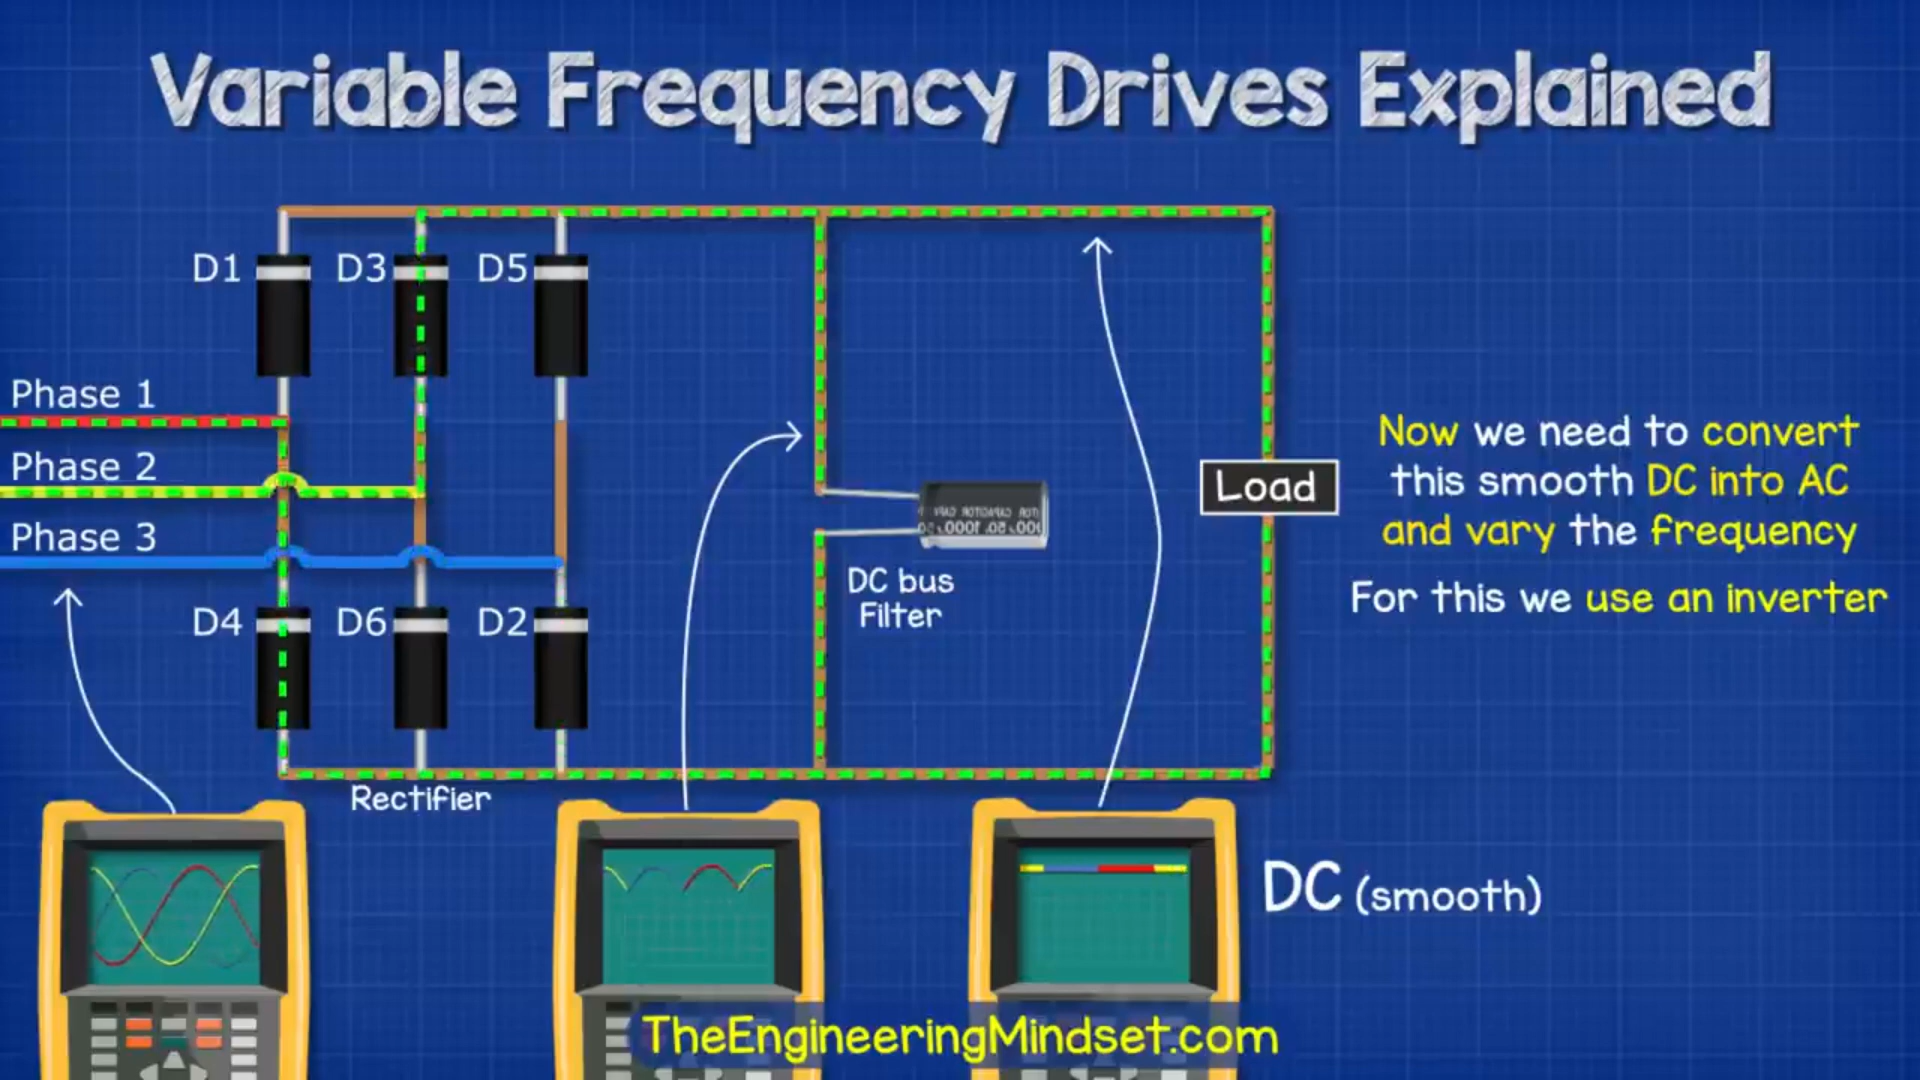 Variable Frequency Drives Explained
D1
D3
D5
Phase 1
Phase 2
Phase 3
Load
DC bus
Filter
D4
D6
D2
Rectifier
Now we need to convert
this smooth DC into AC
and vary the frequency
For this we use an inverter
DC (smooth)
TheEngineeringMindset.com